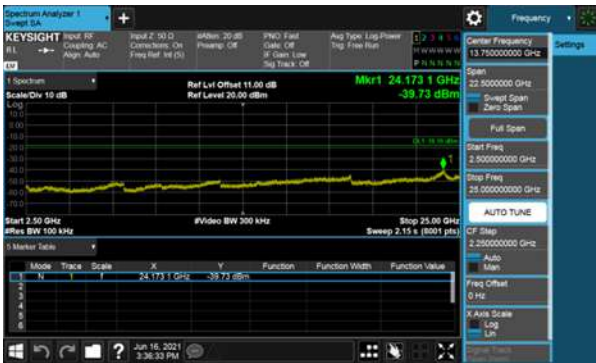 Spectrum Analyzer 1
Swept SA
+
Frequency
KEYSIGHT
Input: RF
Input Z: 50 Ω
#Atten: 20 dB
PNO: Fast
Avg Type: Log-Power
1 2 3 4 5 6
RL
Coupling: AC
Corrections: On
Preamp: Off
Gate: Off
Trig: Free Run
M W W W W W
Align: Auto
Freq Ref: Int (S)
IF Gain: Low
P N N N N N
Sig Track: Off
Center Frequency
13.750000000 GHz
Settings
Span
22.5000000 GHz
Swept Span
Zero Span
Full Span
Start Freq
2.500000000 GHz
Stop Freq
25.000000000 GHz
AUTO TUNE
CF Step
2.250000000 GHz
Auto
Man
Freq Offset
0 Hz
X Axis Scale
Log
Lin
1 Spectrum
Ref Lvl Offset 11.00 dB
Mkr1 24.173 1 GHz
Scale/Div 10 dB
Ref Level 20.00 dBm
-39.73 dBm
Log
10.0
0.00
-10.0
-20.0
-30.0
-40.0
-50.0
-60.0
-70.0
1
Start 2.50 GHz
#Video BW 300 kHz
Stop 25.00 GHz
#Res BW 100 kHz
Sweep 2.15 s (8001 pts)
5 Marker Table
Mode Trace Scale X Y Function Function Width Function Value
1 N 1 f 24.173 1 GHz -39.73 dBm
2
3
4
5
6
?
Jun 16, 2021
3:36:33 PM